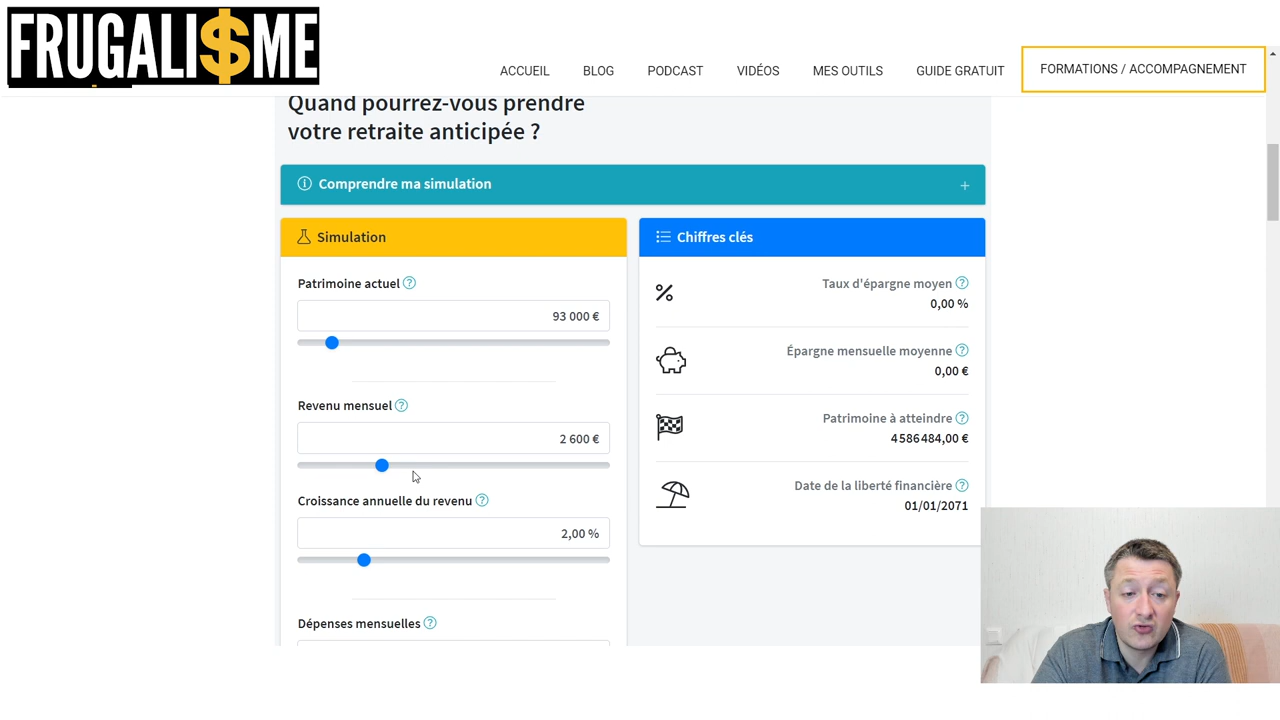 FRUGALI$ME
ACCUEIL
BLOG
PODCAST
VIDÉOS
MES OUTILS
GUIDE GRATUIT
FORMATIONS / ACCOMPAGNEMENT
Quand pourrez-vous prendre
votre retraite anticipée ?
Comprendre ma simulation
+
Simulation
Patrimoine actuel ?
93 000 €
Revenu mensuel ?
2 600 €
Croissance annuelle du revenu ?
2,00 %
Dépenses mensuelles ?
Chiffres clés
%
Taux d'épargne moyen ?
0,00 %
Épargne mensuelle moyenne ?
0,00 €
Patrimoine à atteindre ?
4 586 484,00 €
Date de la liberté financière ?
01/01/2071